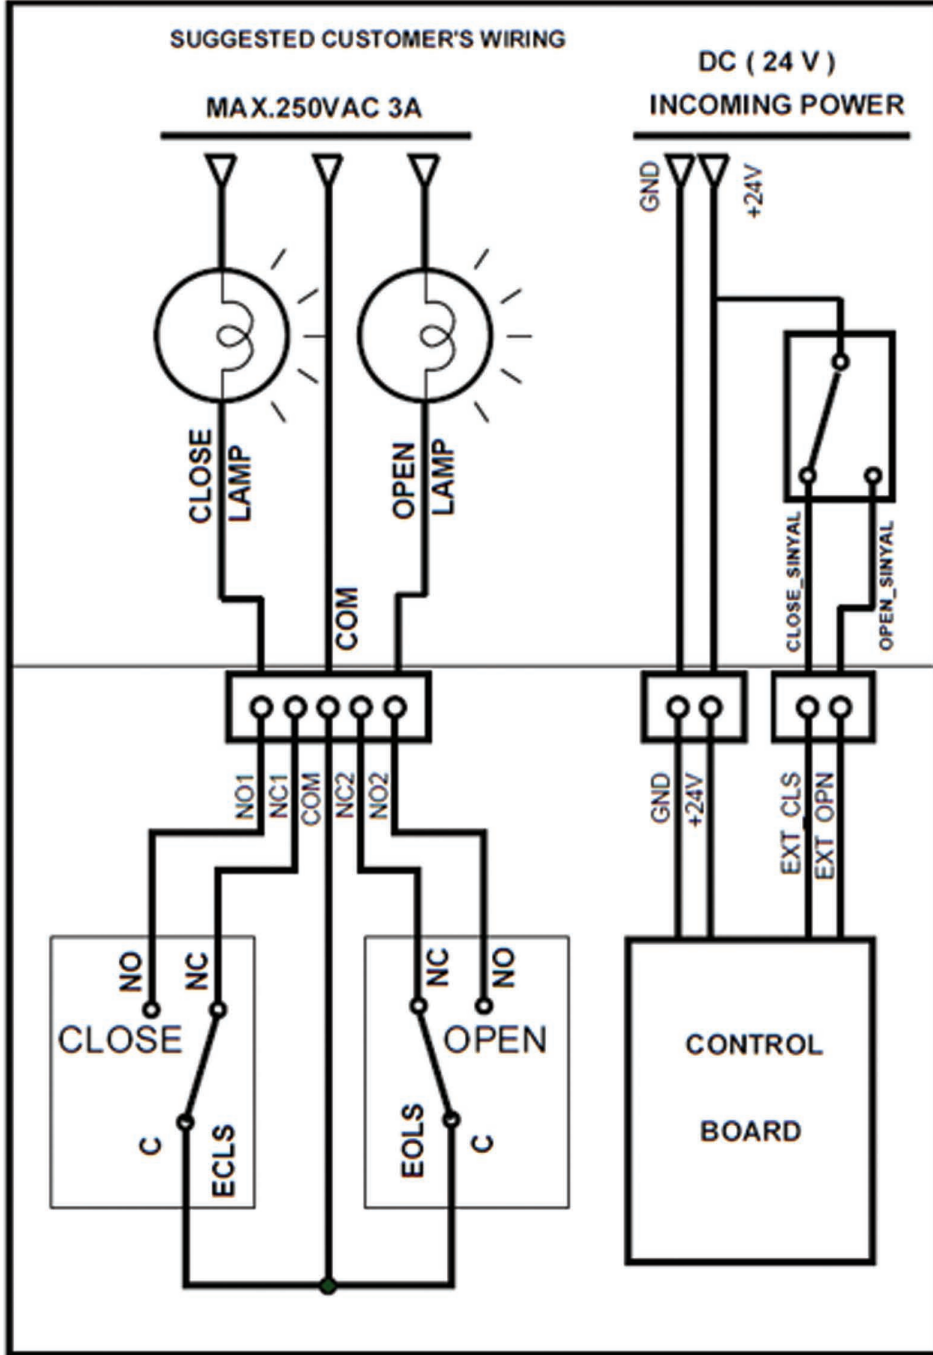 SUGGESTED CUSTOMER'S WIRING
MAX.250VAC 3A
DC ( 24 V )
INCOMING POWER
GND
+24V
CLOSE
LAMP
OPEN
LAMP
COM
CLOSE_SINYAL
OPEN_SINYAL
NO1
NC1
COM
NC2
NO2
GND
+24V
EXT_CLS
EXT_OPN
NO
NC
CLOSE
C
ECLS
NC
NO
OPEN
EOLS
C
CONTROL
BOARD